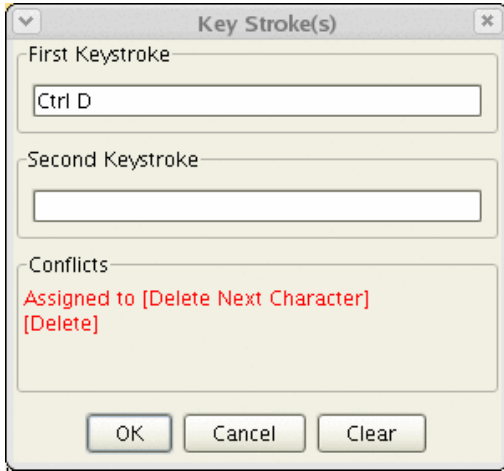 Key Stroke(s)
First Keystroke
Ctrl D
Second Keystroke
Conflicts
Assigned to [Delete Next Character]
[Delete]
OK Cancel Clear